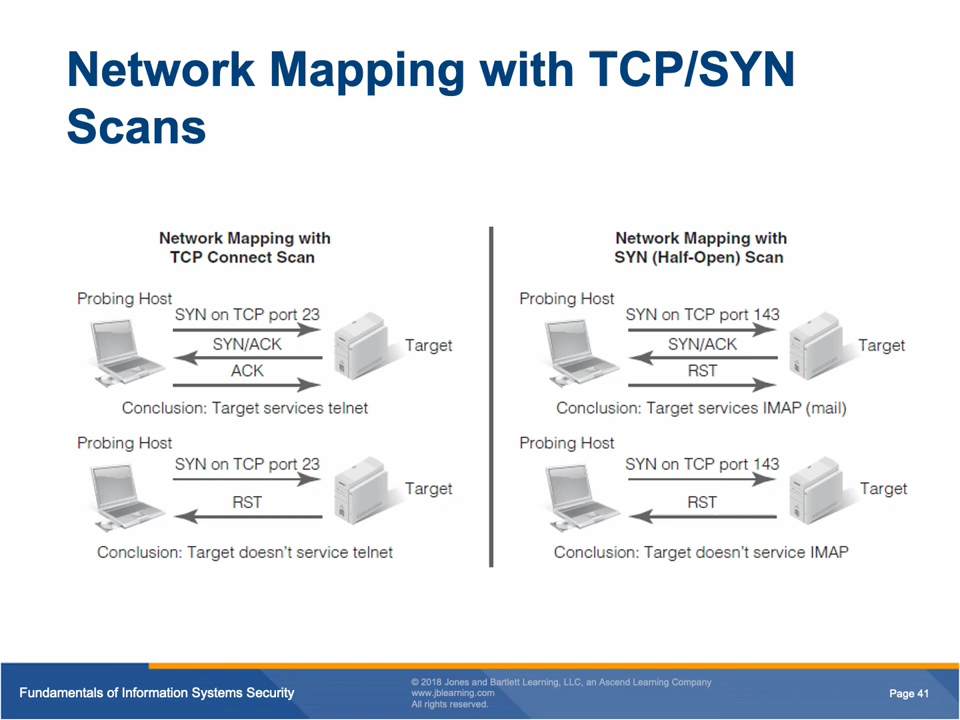 Network Mapping with TCP/SYN
Scans
Network Mapping with
TCP Connect Scan
Probing Host
SYN on TCP port 23
SYN/ACK
Target
ACK
Conclusion: Target services telnet
Probing Host
SYN on TCP port 23
Target
RST
Conclusion: Target doesn't service telnet
Network Mapping with
SYN (Half-Open) Scan
Probing Host
SYN on TCP port 143
SYN/ACK
Target
RST
Conclusion: Target services IMAP (mail)
Probing Host
SYN on TCP port 143
Target
RST
Conclusion: Target doesn't service IMAP
Fundamentals of Information Systems Security
© 2018 Jones and Bartlett Learning, LLC, an Ascend Learning Company
www.jblearning.com
All rights reserved.
Page 41